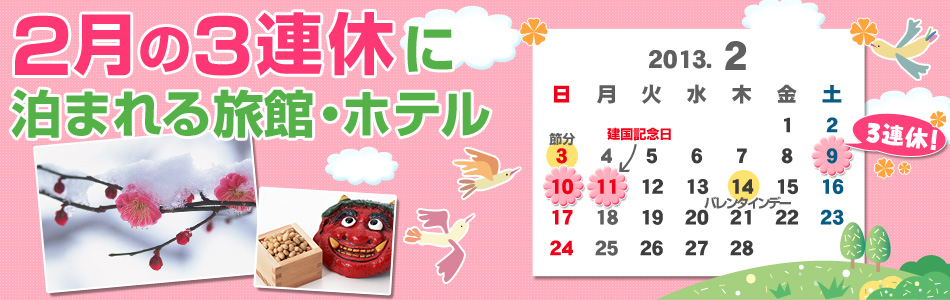 2月の3連休に
泊まれる旅館・ホテル
2013. 2
日 月 火 水 木 金 土
1 2
節分 建国記念日 3連休!
3 4 5 6 7 8 9
10 11 12 13 14 15 16
バレンタインデー
17 18 19 20 21 22 23
24 25 26 27 28